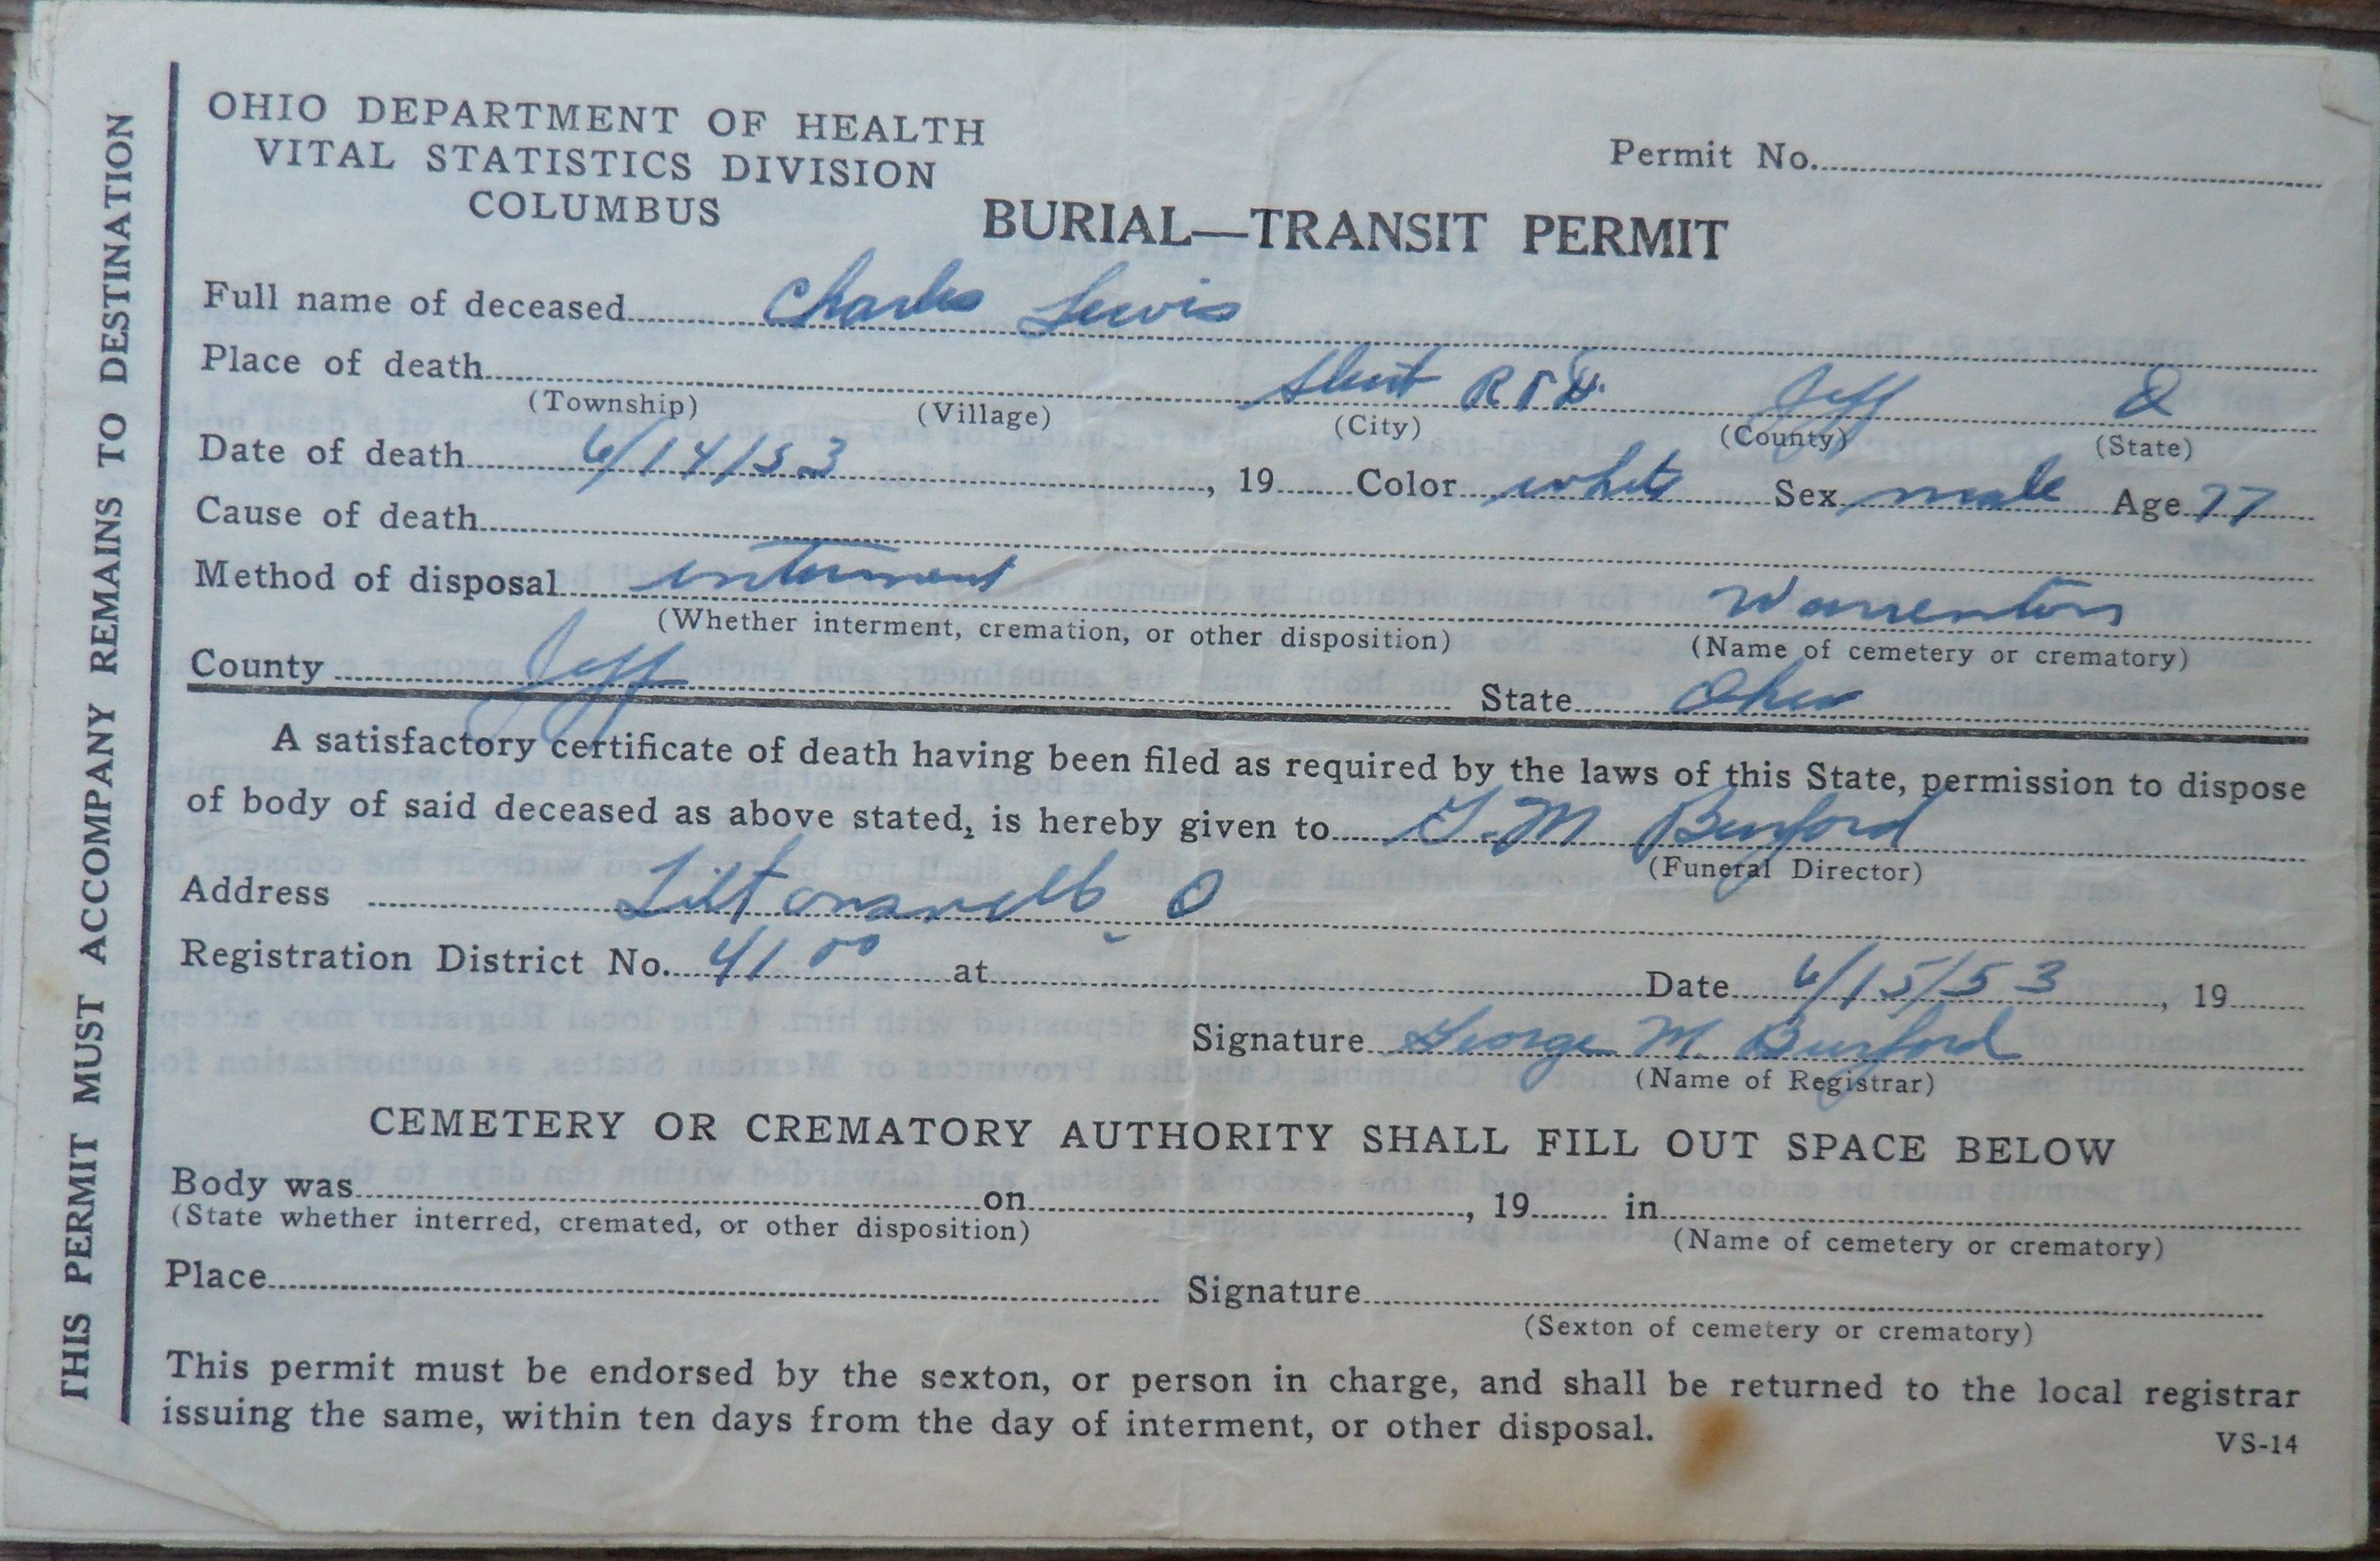 THIS PERMIT MUST ACCOMPANY REMAINS TO DESTINATION
OHIO DEPARTMENT OF HEALTH
VITAL STATISTICS DIVISION
COLUMBUS
Permit No.
BURIAL—TRANSIT PERMIT
Full name of deceased Charles Lewis
Place of death R F D. Jeff O
(Township) (Village) (City) (County) (State)
Date of death 6/14/53, 19 Color white Sex male Age 77
Cause of death
Method of disposal interment Warrenton
(Whether interment, cremation, or other disposition) (Name of cemetery or crematory)
County Jeff State Ohio
A satisfactory certificate of death having been filed as required by the laws of this State, permission to dispose
of body of said deceased as above stated, is hereby given to G. M Burford
(Funeral Director)
Address Tiltonsville O
Registration District No. 4100 at Date 6/15/53, 19
Signature George M. Burford
(Name of Registrar)
CEMETERY OR CREMATORY AUTHORITY SHALL FILL OUT SPACE BELOW
Body was on , 19 in
(State whether interred, cremated, or other disposition) (Name of cemetery or crematory)
Place Signature
(Sexton of cemetery or crematory)
This permit must be endorsed by the sexton, or person in charge, and shall be returned to the local registrar
issuing the same, within ten days from the day of interment, or other disposal.
VS-14